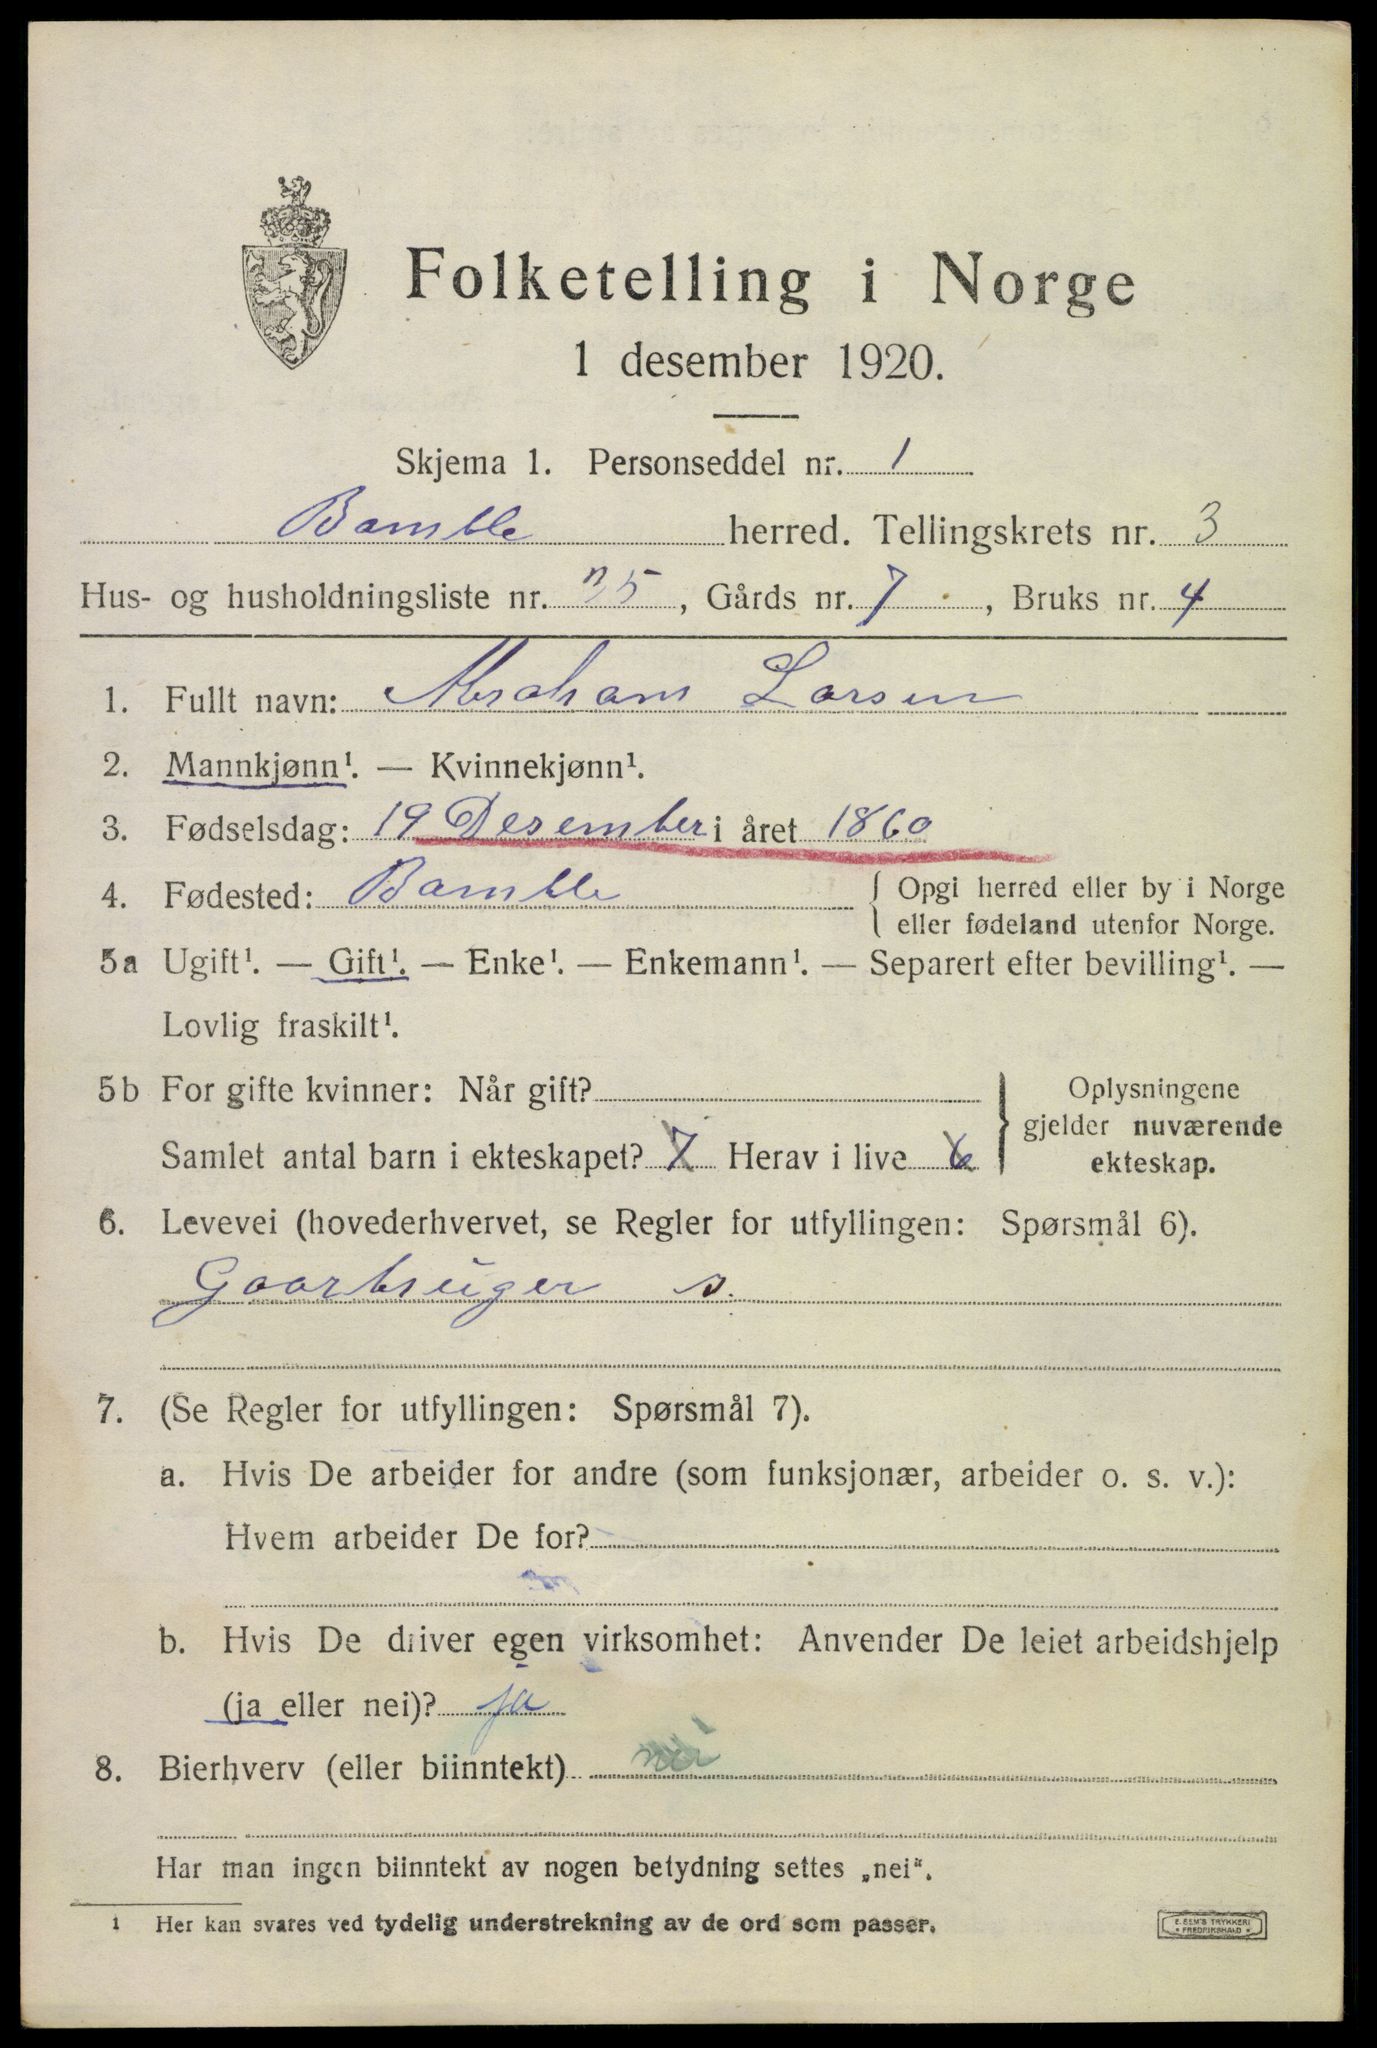 Folketelling i Norge
1 desember 1920.
Skjema 1. Personseddel nr. 1
Bamble herred. Tellingskrets nr. 3
Hus- og husholdningsliste nr. 35, Gårds nr. 7, Bruks nr. 4
1. Fullt navn: Abraham Larsen
2. Mannkjønn¹. — Kvinnekjønn¹.
3. Fødselsdag: 19 Desember i året 1860
4. Fødested: Bamble { Opgi herred eller by i Norge
eller fødeland utenfor Norge.
5a Ugift¹. — Gift¹. — Enke¹. — Enkemann¹. — Separert efter bevilling¹. —
Lovlig fraskilt¹.
5b For gifte kvinner: Når gift? } Oplysningene
gjelder nuværende
Samlet antal barn i ekteskapet? 7 Herav i live 6 ekteskap.
6. Levevei (hovederhvervet, se Regler for utfyllingen: Spørsmål 6).
Gaarbruger s.
7. (Se Regler for utfyllingen: Spørsmål 7).
a. Hvis De arbeider for andre (som funksjonær, arbeider o. s. v.):
Hvem arbeider De for?
b. Hvis De driver egen virksomhet: Anvender De leiet arbeidshjelp
(ja eller nei)? ja
8. Bierhverv (eller biinntekt) nei
Har man ingen biinntekt av nogen betydning settes „nei“.
¹ Her kan svares ved tydelig understrekning av de ord som passer.
E. SEM'S TRYKKERI
FREDRIKSHALD